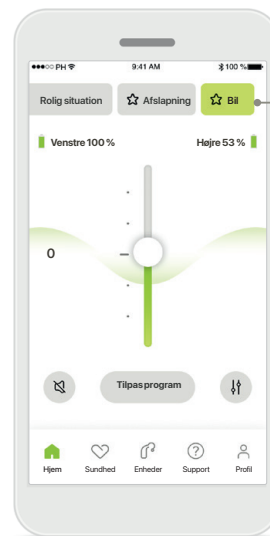 ●●●○○ PH 9:41 AM 100 %
Rolig situation Afslapning Bil
Venstre 100 % Højre 53 %
0
Tilpas program
Hjem Sundhed Enheder Support Profil